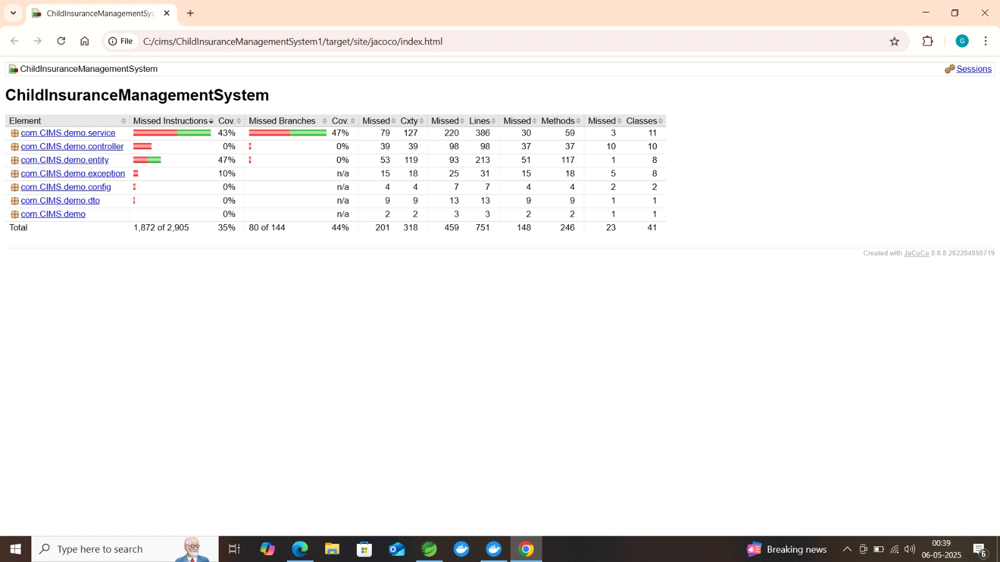 ChildInsuranceManagementSys
File C:/cims/ChildInsuranceManagementSystem1/target/site/jacoco/index.html G
ChildInsuranceManagementSystem Sessions
ChildInsuranceManagementSystem
Element Missed Instructions Cov. Missed Branches Cov. Missed Cxty Missed Lines Missed Methods Missed Classes
com.CIMS.demo.service 43% 47% 79 127 220 386 30 59 3 11
com.CIMS.demo.controller 0% 0% 39 39 98 98 37 37 10 10
com.CIMS.demo.entity 47% 0% 53 119 93 213 51 117 1 8
com.CIMS.demo.exception 10% n/a 15 18 25 31 15 18 5 8
com.CIMS.demo.config 0% n/a 4 4 7 7 4 4 2 2
com.CIMS.demo.dto 0% n/a 9 9 13 13 9 9 1 1
com.CIMS.demo 0% n/a 2 2 3 3 2 2 1 1
Total 1,872 of 2,905 35% 80 of 144 44% 201 318 459 751 148 246 23 41
Created with JaCoCo 0.8.8.202204050719
Type here to search Breaking news 00:39
06-05-2025 6